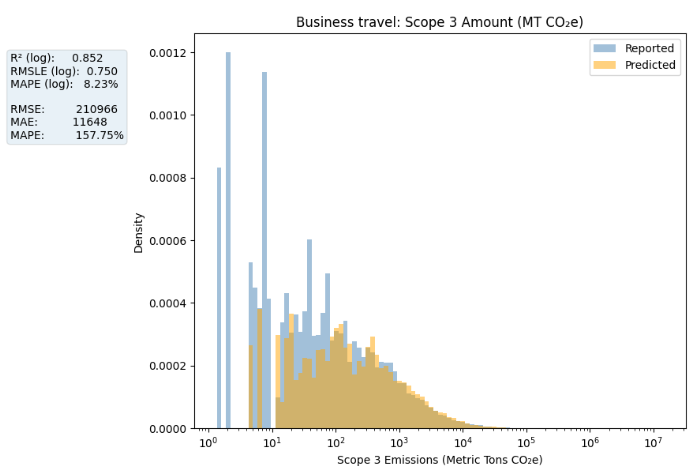 Business travel: Scope 3 Amount (MT CO₂e)
R² (log): 0.852
RMSLE (log): 0.750
MAPE (log): 8.23%
RMSE: 210966
MAE: 11648
MAPE: 157.75%
Reported
Predicted
Density
0.0012
0.0010
0.0008
0.0006
0.0004
0.0002
0.0000
10⁰ 10¹ 10² 10³ 10⁴ 10⁵ 10⁶ 10⁷
Scope 3 Emissions (Metric Tons CO₂e)